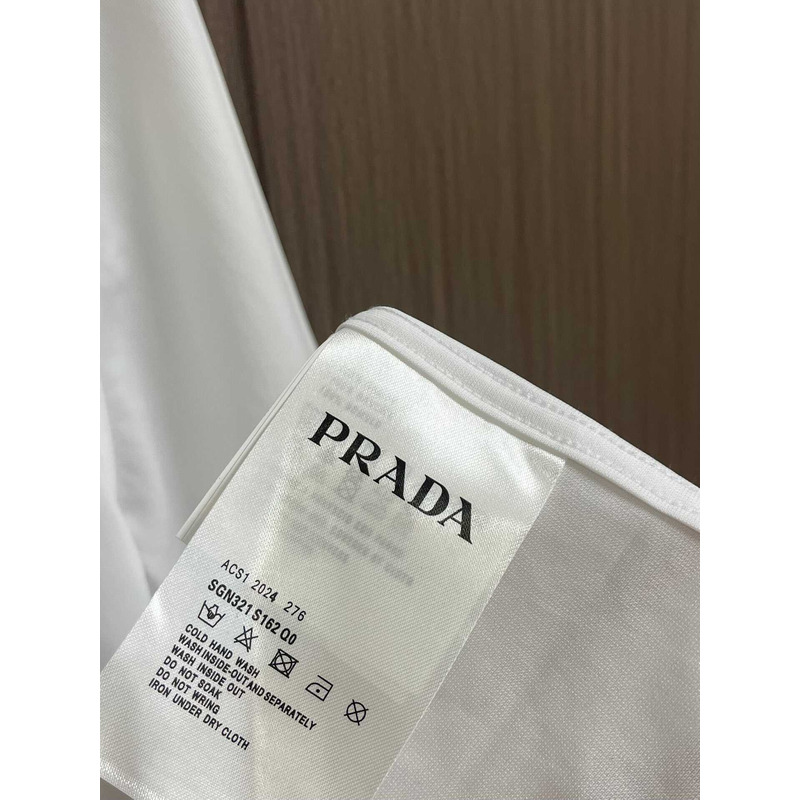 PRADA
ACS1 2024 276
SGN321 S162 Q0
COLD HAND WASH
WASH INSIDE-OUT AND SEPARATELY
WASH INSIDE OUT
DO NOT SOAK
DO NOT WRING
IRON UNDER DRY CLOTH